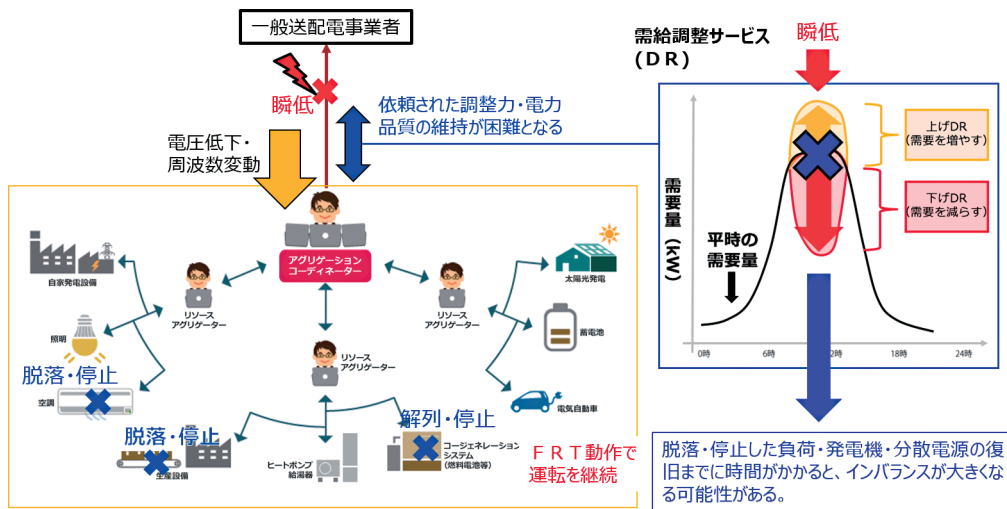 一般送配電事業者
瞬低
電圧低下・
周波数変動
依頼された調整力・電力
品質の維持が困難となる
アグリゲーション
コーディネーター
自家発電設備
リソース
アグリゲーター
リソース
アグリゲーター
太陽光発電
照明
蓄電池
リソース
アグリゲーター
脱落・停止
空調
電気自動車
解列・停止
脱落・停止
生産設備
ヒートポンプ
給湯器
コージェネレーション
システム
(燃料電池等)
FRT動作で
運転を継続
需給調整サービス
(DR)
瞬低
上げDR
(需要を増やす)
下げDR
(需要を減らす)
需要量(kW)
平時の
需要量
0時
6時
2時
18時
24時
脱落・停止した負荷・発電機・分散電源の復
旧までに時間がかかると、インバランスが大きくな
る可能性がある。